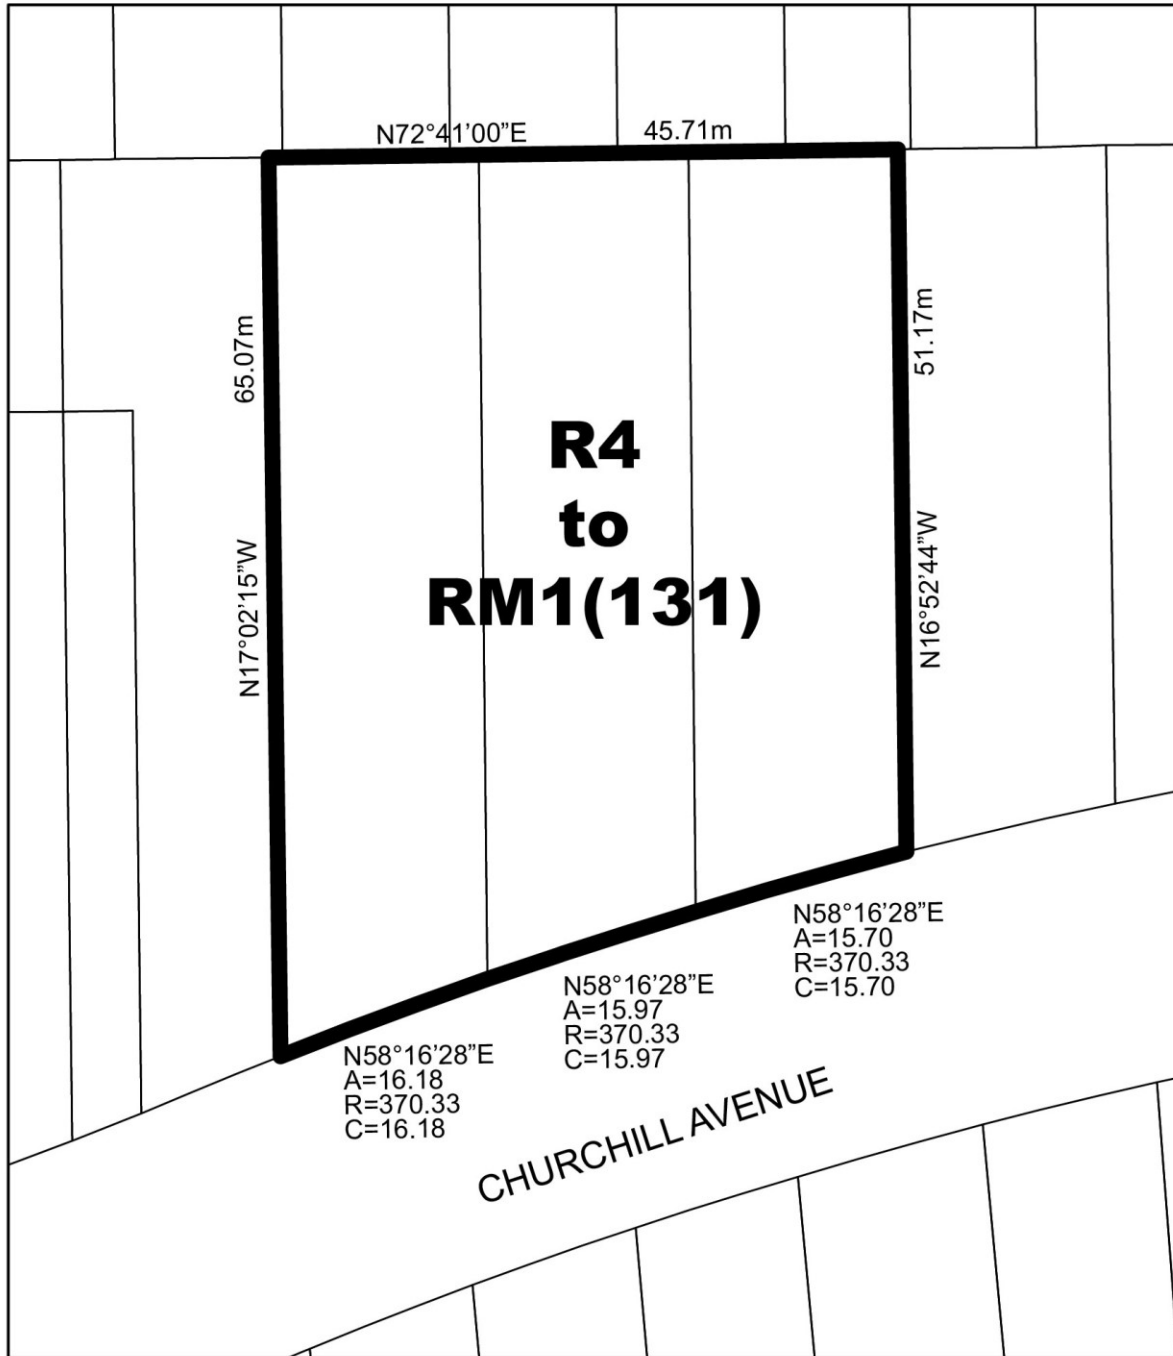 N72°41’00”E
45.71m
65.07m
51.17m
R4
to
RM1(131)
N17°02’15”W
N16°52’44”W
N58°16’28”E
A=15.70
R=370.33
C=15.70
N58°16’28”E
A=15.97
R=370.33
C=15.97
N58°16’28”E
A=16.18
R=370.33
C=16.18
CHURCHILL AVENUE